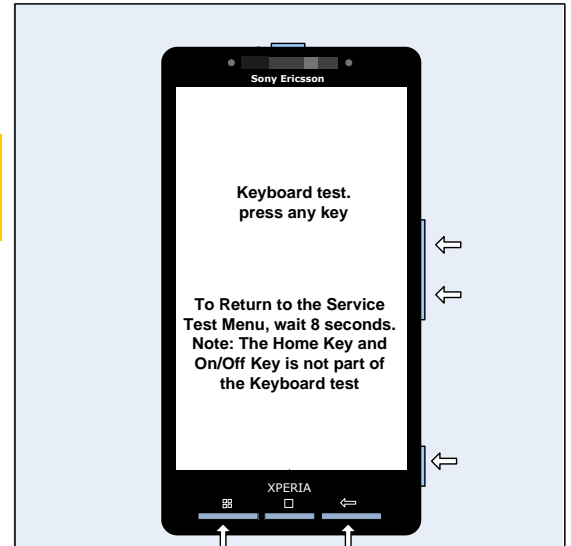 Sony Ericsson
Keyboard test.
press any key
To Return to the Service
Test Menu, wait 8 seconds.
Note: The Home Key and
On/Off Key is not part of
the Keyboard test
XPERIA